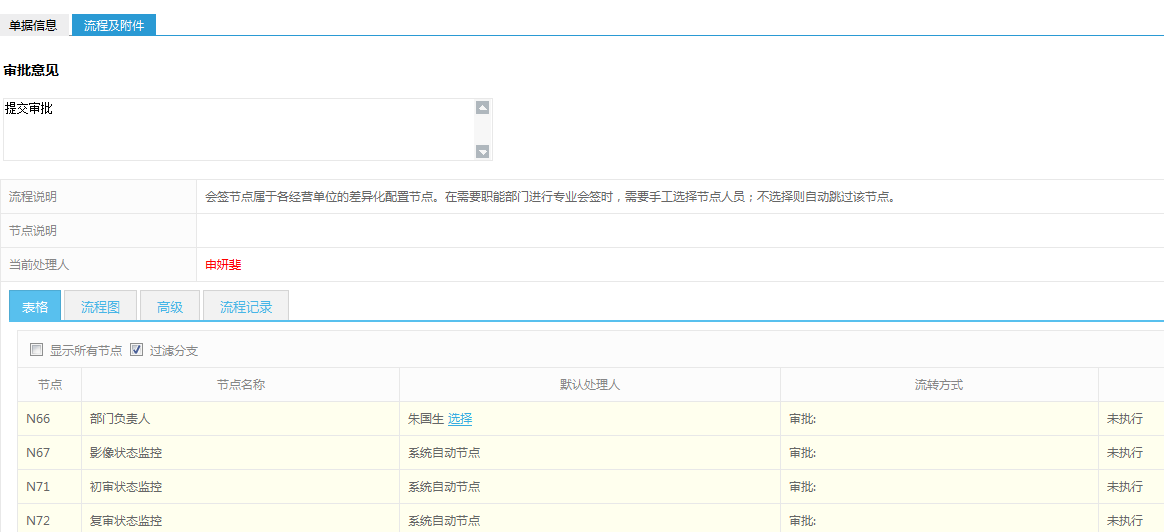 单据信息 流程及附件
审批意见
提交审批
流程说明 会签节点属于各经营单位的差异化配置节点。在需要职能部门进行专业会签时，需要手工选择节点人员；不选择则自动跳过该节点。
节点说明
当前处理人 申妍斐
表格 流程图 高级 流程记录
显示所有节点 过滤分支
节点 节点名称 默认处理人 流转方式
N66 部门负责人 朱国生 选择 审批: 未执行
N67 影像状态监控 系统自动节点 审批: 未执行
N71 初审状态监控 系统自动节点 审批: 未执行
N72 复审状态监控 系统自动节点 审批: 未执行